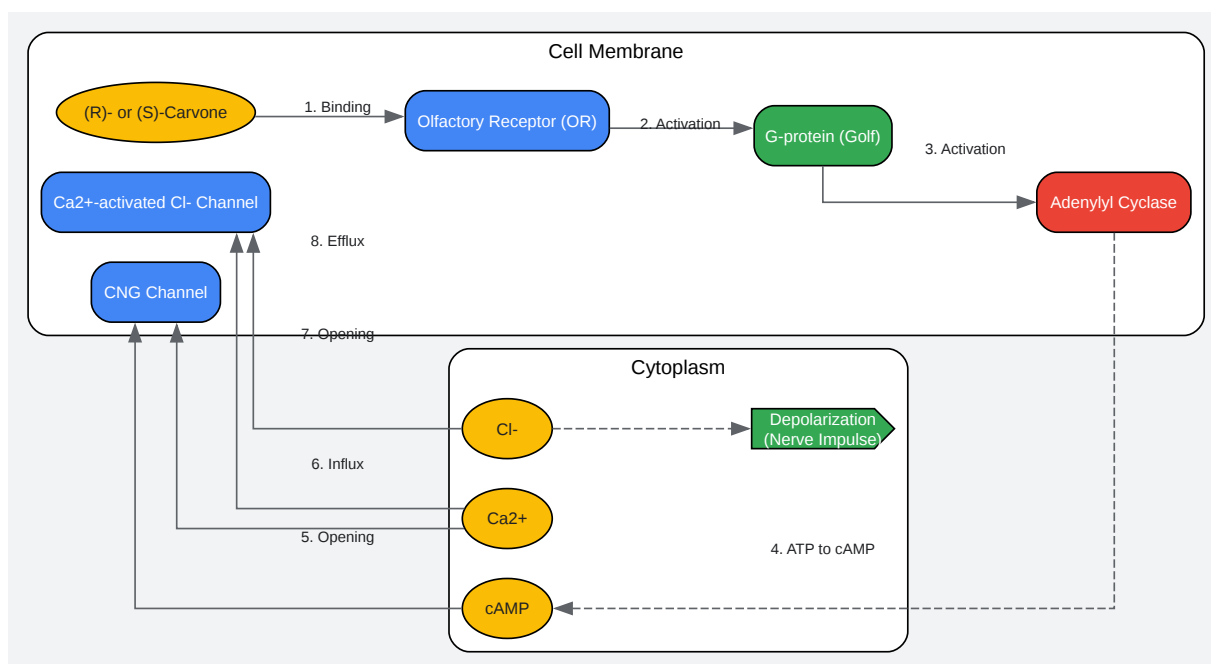 Cell Membrane
(R)- or (S)-Carvone
1. Binding
Olfactory Receptor (OR)
2. Activation
G-protein (Golf)
3. Activation
Ca2+-activated Cl- Channel
Adenylyl Cyclase
8. Efflux
CNG Channel
7. Opening
Cytoplasm
Cl-
Depolarization
(Nerve Impulse)
6. Influx
Ca2+
5. Opening
4. ATP to cAMP
cAMP